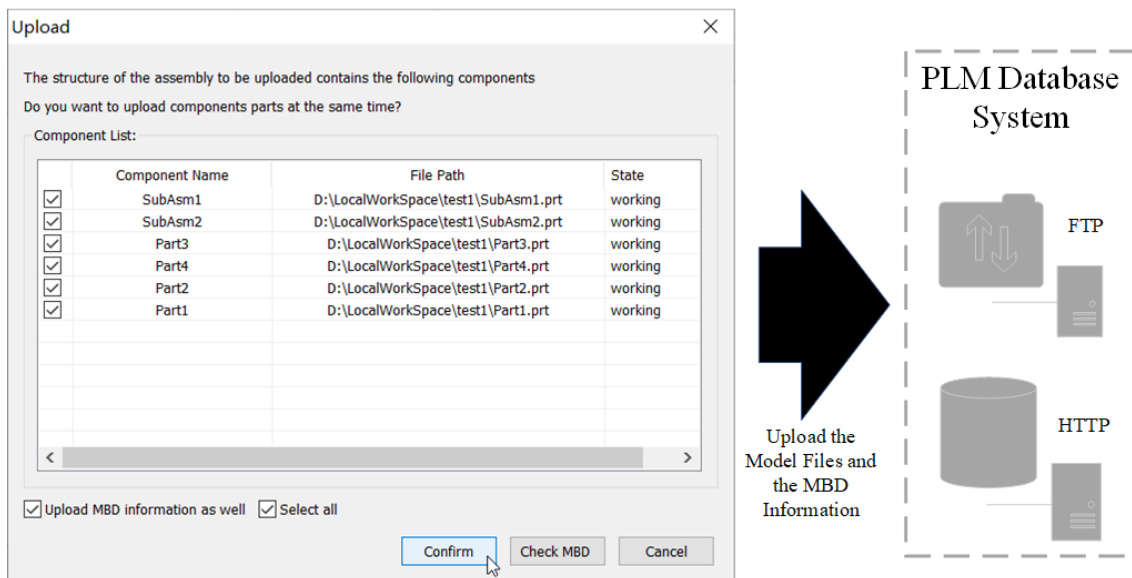 Upload
The structure of the assembly to be uploaded contains the following components
Do you want to upload components parts at the same time?
Component List:
Component Name File Path State
SubAsm1 D:\LocalWorkSpace\test1\SubAsm1.prt working
SubAsm2 D:\LocalWorkSpace\test1\SubAsm2.prt working
Part3 D:\LocalWorkSpace\test1\Part3.prt working
Part4 D:\LocalWorkSpace\test1\Part4.prt working
Part2 D:\LocalWorkSpace\test1\Part2.prt working
Part1 D:\LocalWorkSpace\test1\Part1.prt working
Upload MBD information as well Select all
Confirm Check MBD Cancel
Upload the
Model Files and
the MBD
Information
PLM Database
System
FTP
HTTP